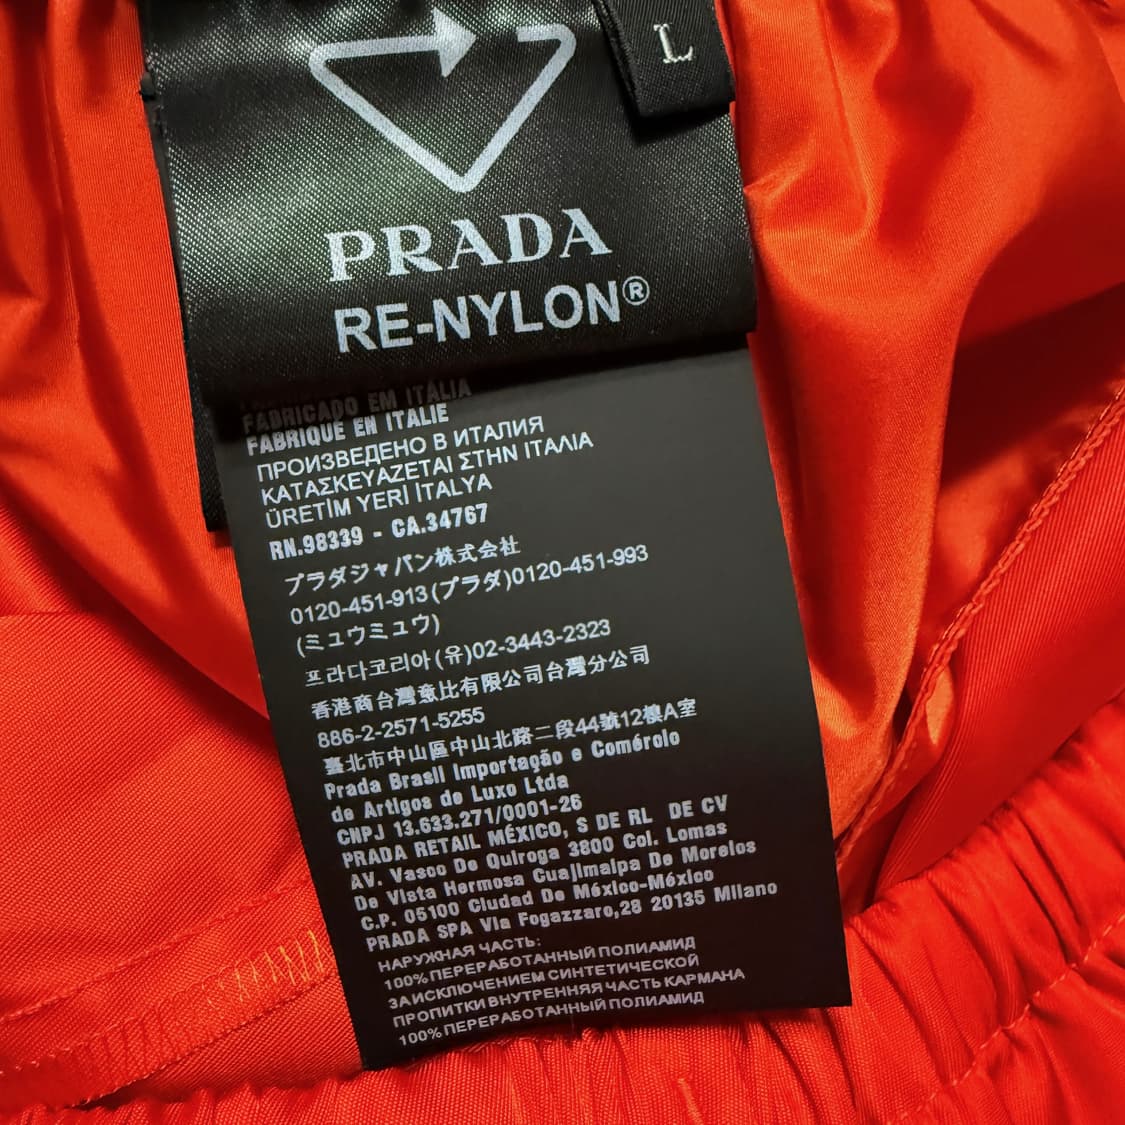 L
PRADA
RE-NYLON®
FABRICADO EM ITÁLIA
FABRIQUE EN ITALIE
ПРОИЗВЕДЕНО В ИТАЛИЯ
ΚΑΤΑΣΚΕΥΑΖΕΤΑΙ ΣΤΗΝ ΙΤΑΛΙΑ
ÜRETİM YERİ İTALYA
RN.98339 - CA.34767
プラダジャパン株式会社
0120-451-913(プラダ)0120-451-993
(ミュウミュウ)
프라다코리아(유)02-3443-2323
香港商台灣意比有限公司台灣分公司
886-2-2571-5255
臺北市中山區中山北路二段44號12樓A室
Prada Brasil Importação e Comérolo
de Artigos de Luxo Ltda
CNPJ 13.633.271/0001-26
PRADA RETAIL MÉXICO, S DE RL DE CV
AV. Vasco De Quiroga 3800 Col. Lomas
De Vista Hermosa Cuajimalpa De Morelos
C.P. 05100 Ciudad De México-México
PRADA SPA Via Fogazzaro,28 20135 Milano
НАРУЖНАЯ ЧАСТЬ:
100% ПЕРЕРАБОТАННЫЙ ПОЛИАМИД
ЗА ИСКЛЮЧЕНИЕМ СИНТЕТИЧЕСКОЙ
ПРОПИТКИ ВНУТРЕННЯЯ ЧАСТЬ КАРМАНА
100% ПЕРЕРАБОТАННЫЙ ПОЛИАМИД